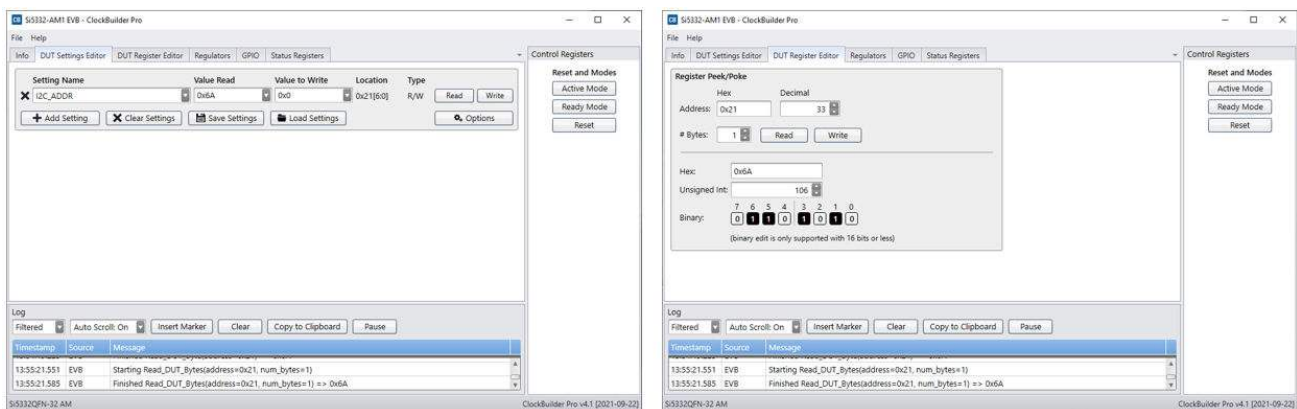 Si5332-AM1 EVB - ClockBuilder Pro
File Help
Info DUT Settings Editor DUT Register Editor Regulators GPIO Status Registers
Control Registers
Setting Name Value Read Value to Write Location Type
I2C_ADDR 0x6A 0x0 0x21[6:0] R/W Read Write
Add Setting Clear Settings Save Settings Load Settings Options
Reset and Modes
Active Mode
Ready Mode
Reset
Log
Filtered Auto Scroll: On Insert Marker Clear Copy to Clipboard Pause
Timestamp Source Message
13:55:21.551 EVB Starting Read_DUT_Bytes(address=0x21, num_bytes=1)
13:55:21.585 EVB Finished Read_DUT_Bytes(address=0x21, num_bytes=1) => 0x6A
Si5332QFN-32 AM ClockBuilder Pro v4.1 [2021-09-22]
Si5332-AM1 EVB - ClockBuilder Pro
File Help
Info DUT Settings Editor DUT Register Editor Regulators GPIO Status Registers
Control Registers
Register Peek/Poke
Hex Decimal
Address: 0x21 33
# Bytes: 1 Read Write
Hex: 0x6A
Unsigned Int: 106
7 6 5 4 3 2 1 0
Binary: 0 1 1 0 1 0 1 0
(binary edit is only supported with 16 bits or less)
Reset and Modes
Active Mode
Ready Mode
Reset
Log
Filtered Auto Scroll: On Insert Marker Clear Copy to Clipboard Pause
Timestamp Source Message
13:55:21.551 EVB Starting Read_DUT_Bytes(address=0x21, num_bytes=1)
13:55:21.585 EVB Finished Read_DUT_Bytes(address=0x21, num_bytes=1) => 0x6A
Si5332QFN-32 AM ClockBuilder Pro v4.1 [2021-09-22]